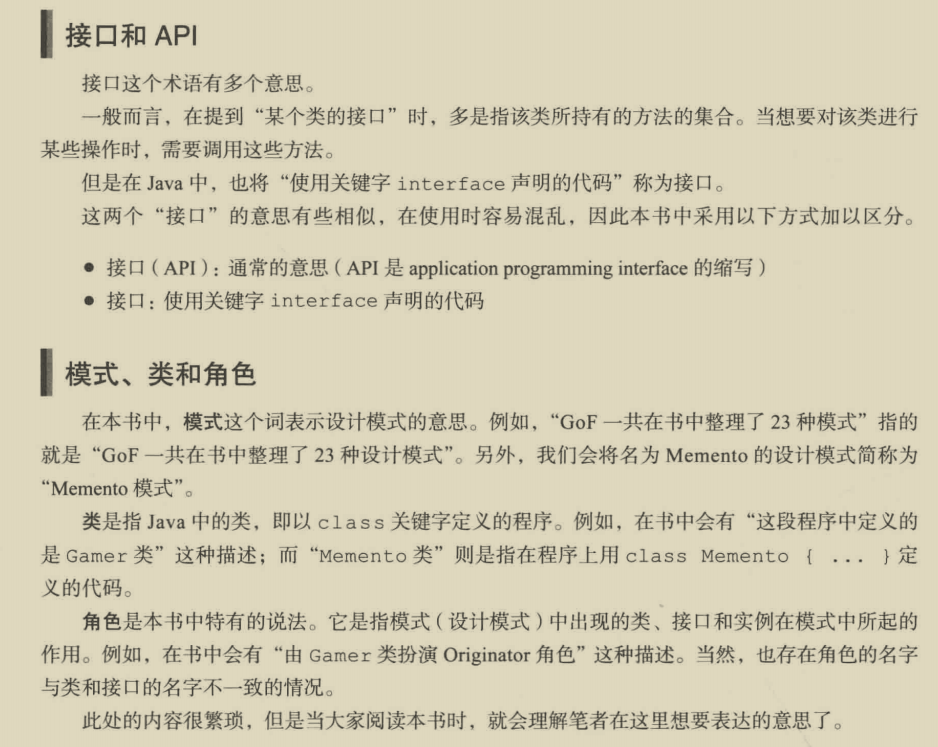 接口和 API
接口这个术语有多个意思。
一般而言，在提到“某个类的接口”时，多是指该类所持有的方法的集合。当想要对该类进行
某些操作时，需要调用这些方法。
但是在 Java 中，也将“使用关键字 interface 声明的代码”称为接口。
这两个“接口”的意思有些相似，在使用时容易混乱，因此本书中采用以下方式加以区分。
● 接口（API）：通常的意思（API 是 application programming interface 的缩写）
● 接口：使用关键字 interface 声明的代码
模式、类和角色
在本书中，模式这个词表示设计模式的意思。例如，“GoF 一共在书中整理了 23 种模式”指的
就是“GoF 一共在书中整理了 23 种设计模式”。另外，我们会将名为 Memento 的设计模式简称为
“Memento 模式”。
类是指 Java 中的类，即以 class 关键字定义的程序。例如，在书中会有“这段程序中定义的
是 Gamer 类”这种描述；而“Memento 类”则是指在程序上用 class Memento { ... } 定
义的代码。
角色是本书中特有的说法。它是指模式（设计模式）中出现的类、接口和实例在模式中所起的
作用。例如，在书中会有“由 Gamer 类扮演 Originator 角色”这种描述。当然，也存在角色的名字
与类和接口的名字不一致的情况。
此处的内容很繁琐，但是当大家阅读本书时，就会理解笔者在这里想要表达的意思了。